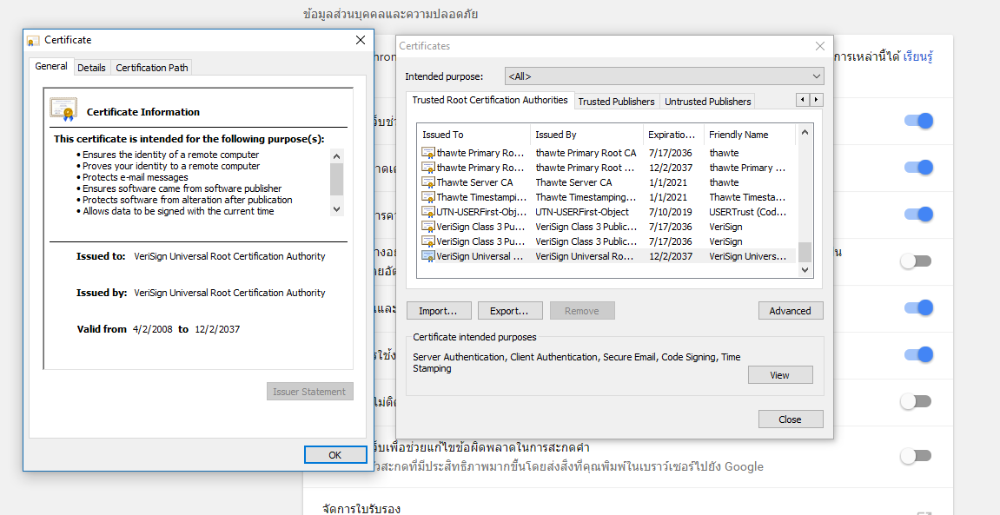 ข้อมูลส่วนบุคคลและความปลอดภัย
Certificate
General
Details
Certification Path
Certificate Information
This certificate is intended for the following purpose(s):
• Ensures the identity of a remote computer
• Proves your identity to a remote computer
• Protects e-mail messages
• Ensures software came from software publisher
• Protects software from alteration after publication
• Allows data to be signed with the current time
Issued to: VeriSign Universal Root Certification Authority
Issued by: VeriSign Universal Root Certification Authority
Valid from 4/2/2008 to 12/2/2037
Issuer Statement
OK
Certificates
Intended purpose: <All>
Trusted Root Certification Authorities
Trusted Publishers
Untrusted Publishers
Issued To Issued By Expiratio... Friendly Name
thawte Primary Ro... thawte Primary Root CA 7/17/2036 thawte
thawte Primary Ro... thawte Primary Root ... 12/2/2037 thawte Primary ...
Thawte Server CA Thawte Server CA 1/1/2021 thawte
Thawte Timestampi... Thawte Timestamping... 1/1/2021 Thawte Timesta...
UTN-USERFirst-Obj... UTN-USERFirst-Object 7/10/2019 USERTrust (Cod...
VeriSign Class 3 Pu... VeriSign Class 3 Public... 7/17/2036 VeriSign
VeriSign Class 3 Pu... VeriSign Class 3 Public... 7/17/2036 VeriSign
VeriSign Universal ... VeriSign Universal Ro... 12/2/2037 VeriSign Univers...
Import...
Export...
Remove
Advanced
Certificate intended purposes
Server Authentication, Client Authentication, Secure Email, Code Signing, Time
Stamping
View
Close
การเหล่านี้ได้ เรียนรู้
ว็บเพื่อช่วยแก้ไขข้อผิดพลาดในการสะกดคำ
สะกดที่มีประสิทธิภาพมากขึ้นโดยส่งสิ่งที่คุณพิมพ์ในเบราว์เซอร์ไปยัง Google
จัดการใบรับรอง